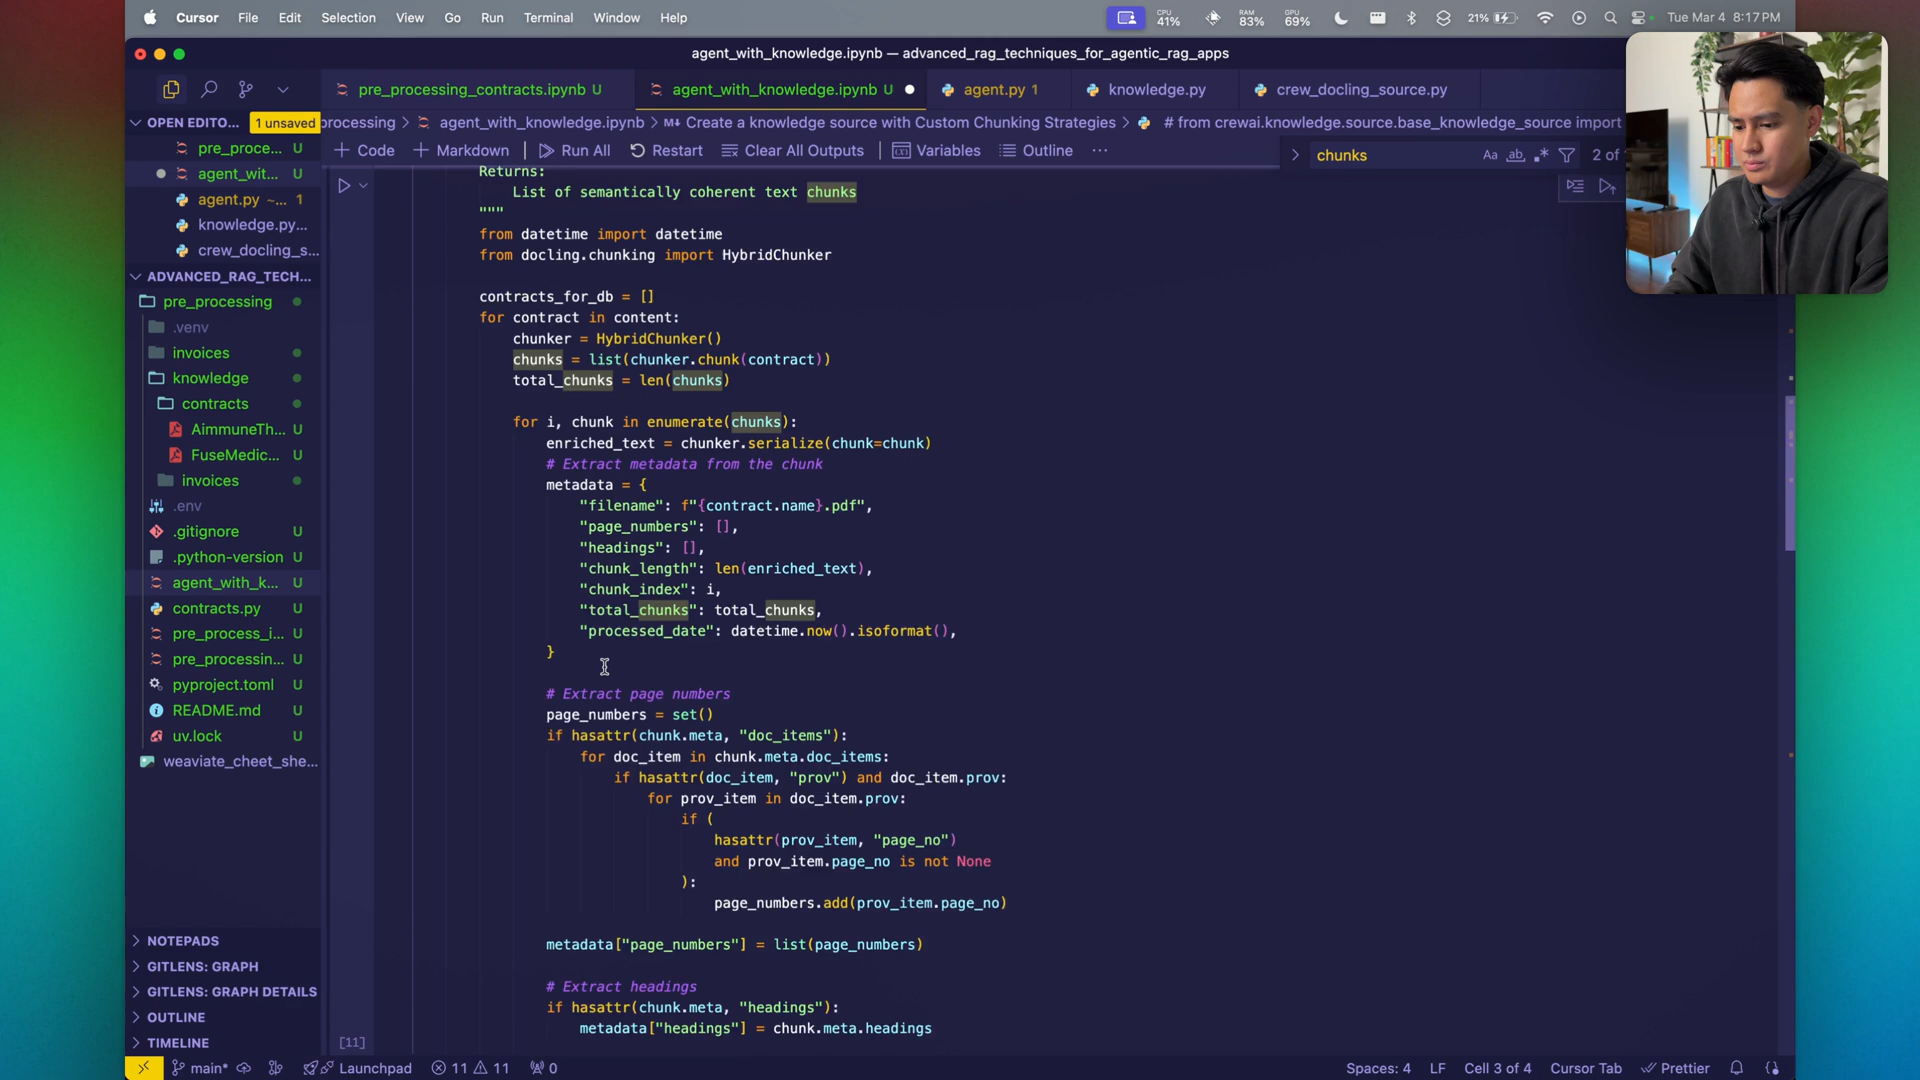 Cursor File Edit Selection View Go Run Terminal Window Help CPU 41% RAM 83% GPU 69% 21% Tue Mar 4 8:17 PM
agent_with_knowledge.ipynb — advanced_rag_techniques_for_agentic_rag_apps
pre_processing_contracts.ipynb U agent_with_knowledge.ipynb U agent.py 1 knowledge.py crew_docling_source.py
OPEN EDITO... 1 unsaved
processing > agent_with_knowledge.ipynb > M↓ Create a knowledge source with Custom Chunking Strategies > # from crewai.knowledge.source.base_knowledge_source import
+ Code + Markdown Run All Restart Clear All Outputs Variables Outline ...
chunks Aa ab 2 of
pre_proce... U
agent_wit... U
agent.py ~... 1
knowledge.py...
crew_docling_s...
ADVANCED_RAG_TECH...
pre_processing
.venv
invoices
knowledge
contracts
AimmuneTh... U
FuseMedic... U
invoices
.env
.gitignore U
.python-version U
agent_with_k... U
contracts.py U
pre_process_i... U
pre_processin... U
pyproject.toml U
README.md U
uv.lock U
weaviate_cheet_she...
NOTEPADS
GITLENS: GRAPH
GITLENS: GRAPH DETAILS
OUTLINE
TIMELINE
Returns:
List of semantically coherent text chunks
"""
from datetime import datetime
from docling.chunking import HybridChunker
contracts_for_db = []
for contract in content:
chunker = HybridChunker()
chunks = list(chunker.chunk(contract))
total_chunks = len(chunks)
for i, chunk in enumerate(chunks):
enriched_text = chunker.serialize(chunk=chunk)
# Extract metadata from the chunk
metadata = {
"filename": f"{contract.name}.pdf",
"page_numbers": [],
"headings": [],
"chunk_length": len(enriched_text),
"chunk_index": i,
"total_chunks": total_chunks,
"processed_date": datetime.now().isoformat(),
}
# Extract page numbers
page_numbers = set()
if hasattr(chunk.meta, "doc_items"):
for doc_item in chunk.meta.doc_items:
if hasattr(doc_item, "prov") and doc_item.prov:
for prov_item in doc_item.prov:
if (
hasattr(prov_item, "page_no")
and prov_item.page_no is not None
):
page_numbers.add(prov_item.page_no)
metadata["page_numbers"] = list(page_numbers)
# Extract headings
if hasattr(chunk.meta, "headings"):
metadata["headings"] = chunk.meta.headings
[11]
main* Launchpad 11 11 0 Spaces: 4 LF Cell 3 of 4 Cursor Tab Prettier